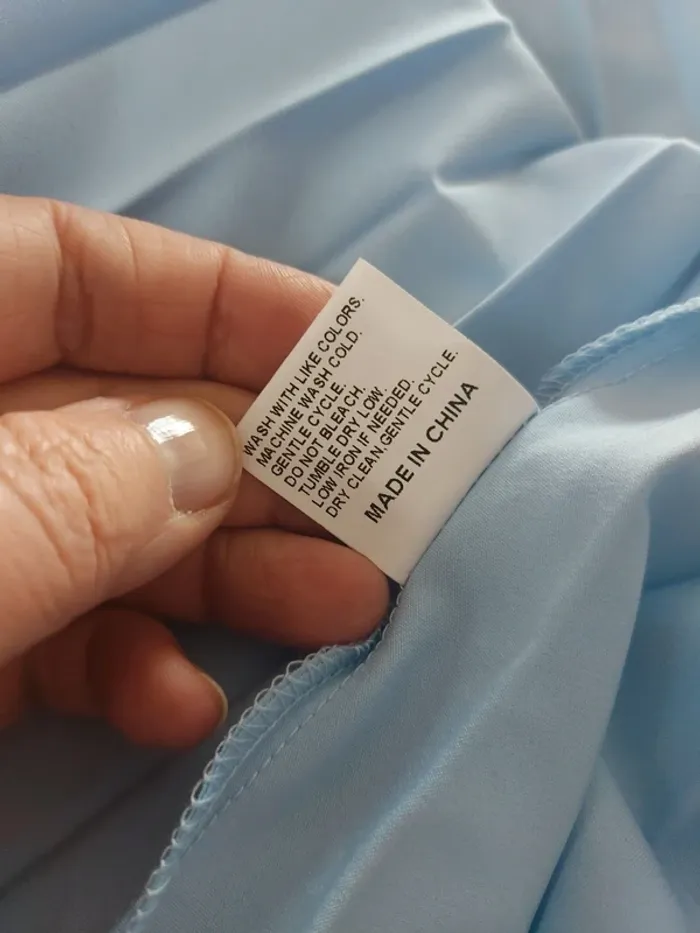 WASH WITH LIKE COLORS.
MACHINE WASH COLD.
GENTLE CYCLE.
DO NOT BLEACH.
TUMBLE DRY LOW.
LOW IRON IF NEEDED.
DRY CLEAN,GENTLE CYCLE.
MADE IN CHINA